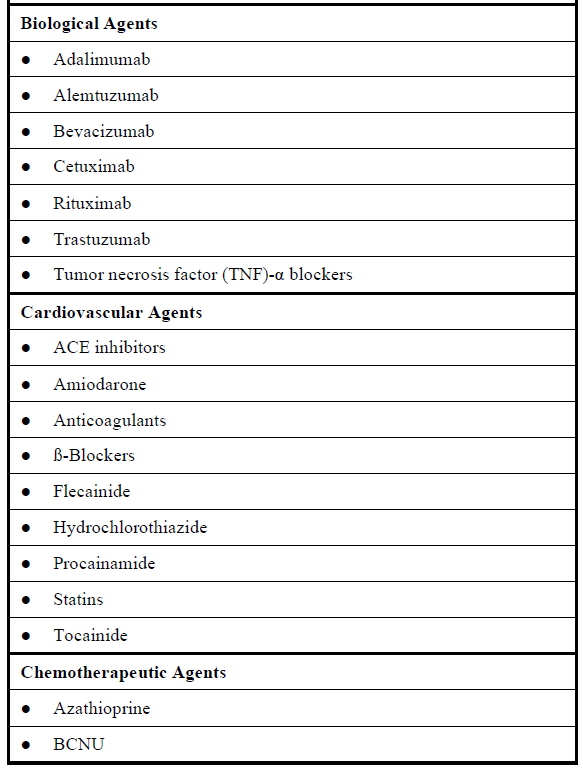 Biological Agents
● Adalimumab
● Alemtuzumab
● Bevacizumab
● Cetuximab
● Rituximab
● Trastuzumab
● Tumor necrosis factor (TNF)-α blockers
Cardiovascular Agents
● ACE inhibitors
● Amiodarone
● Anticoagulants
● ß-Blockers
● Flecainide
● Hydrochlorothiazide
● Procainamide
● Statins
● Tocainide
Chemotherapeutic Agents
● Azathioprine
● BCNU